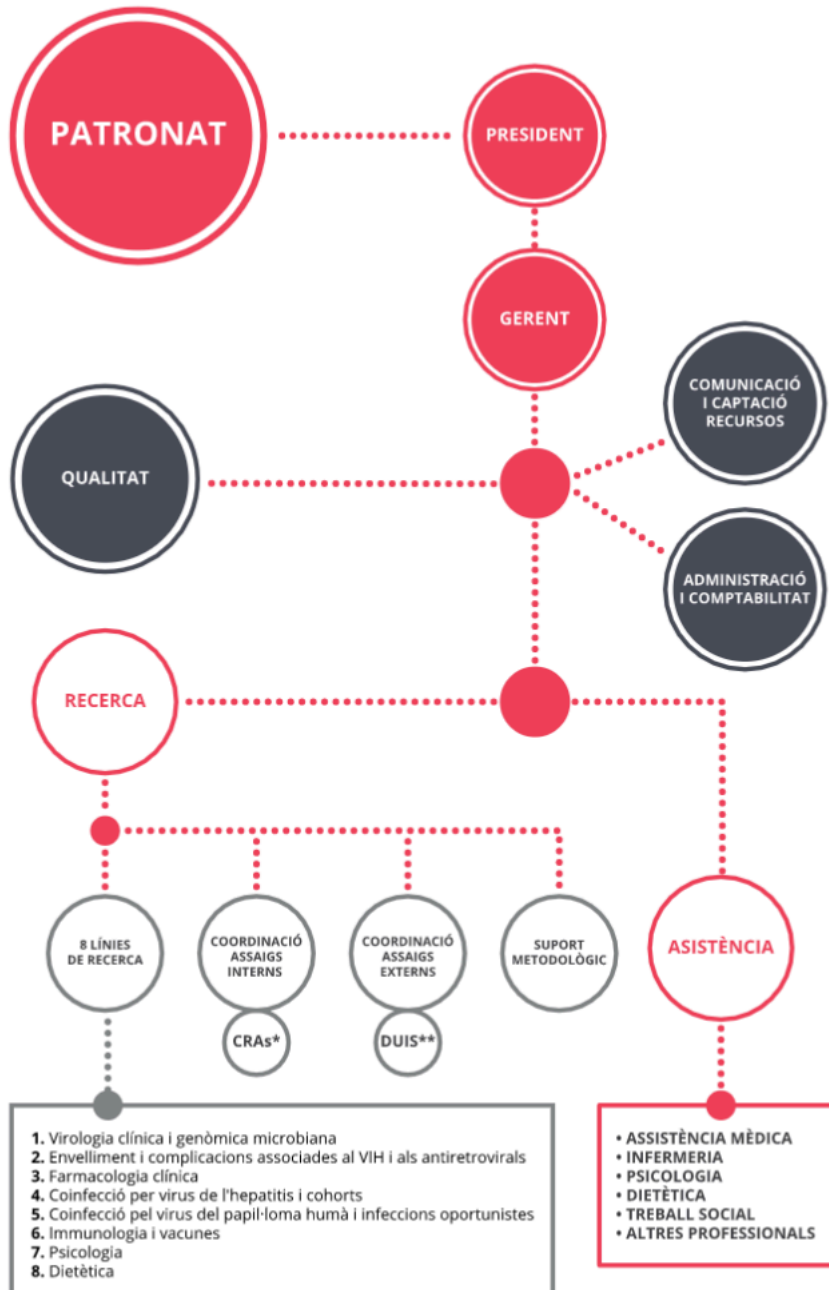 PATRONAT
PRESIDENT
GERENT
COMUNICACIÓ
I CAPTACIÓ
RECURSOS
QUALITAT
ADMINISTRACIÓ
I COMPTABILITAT
RECERCA
8 LÍNIES
DE RECERCA
COORDINACIÓ
ASSAIGS
INTERNS
CRAs*
COORDINACIÓ
ASSAIGS
EXTERNS
DUIS**
SUPORT
METODOLÒGIC
ASISTÈNCIA
1. Virologia clínica i genòmica microbiana
2. Envelliment i complicacions associades al VIH i als antiretrovirals
3. Farmacologia clínica
4. Coinfecció per virus de l'hepatitis i cohorts
5. Coinfecció pel virus del papil·loma humà i infeccions oportunistes
6. Immunologia i vacunes
7. Psicologia
8. Dietètica
• ASSISTÈNCIA MÈDICA
• INFERMERIA
• PSICOLOGIA
• DIETÈTICA
• TREBALL SOCIAL
• ALTRES PROFESSIONALS